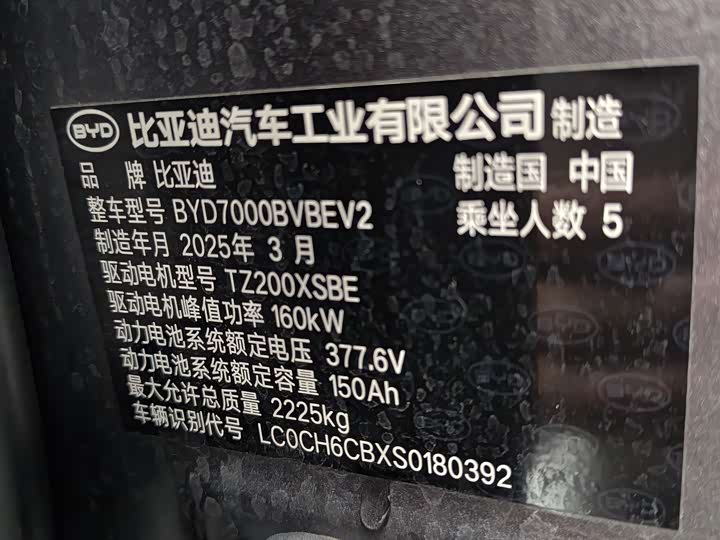 BYD 比亚迪汽车工业有限公司 制造
品 牌 比亚迪 制造国 中国
整车型号 BYD7000BVBEV2 乘坐人数 5
制造年月 2025年 3 月
驱动电机型号 TZ200XSBE
驱动电机峰值功率 160kW
动力电池系统额定电压 377.6V
动力电池系统额定容量 150Ah
最大允许总质量 2225kg
车辆识别代号 LC0CH6CBXS0180392